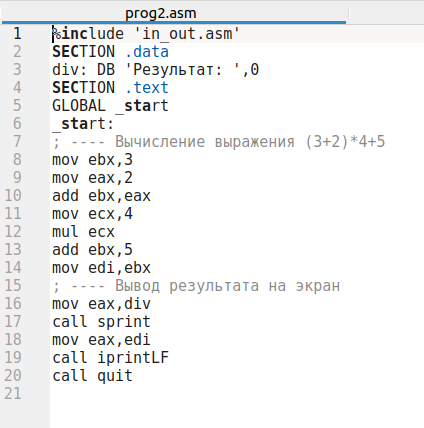 prog2.asm
1 %include 'in_out.asm'
2 SECTION .data
3 div: DB 'Результат: ',0
4 SECTION .text
5 GLOBAL _start
6 _start:
7 ; ---- Вычисление выражения (3+2)*4+5
8 mov ebx,3
9 mov eax,2
10 add ebx,eax
11 mov ecx,4
12 mul ecx
13 add ebx,5
14 mov edi,ebx
15 ; ---- Вывод результата на экран
16 mov eax,div
17 call sprint
18 mov eax,edi
19 call iprintLF
20 call quit
21